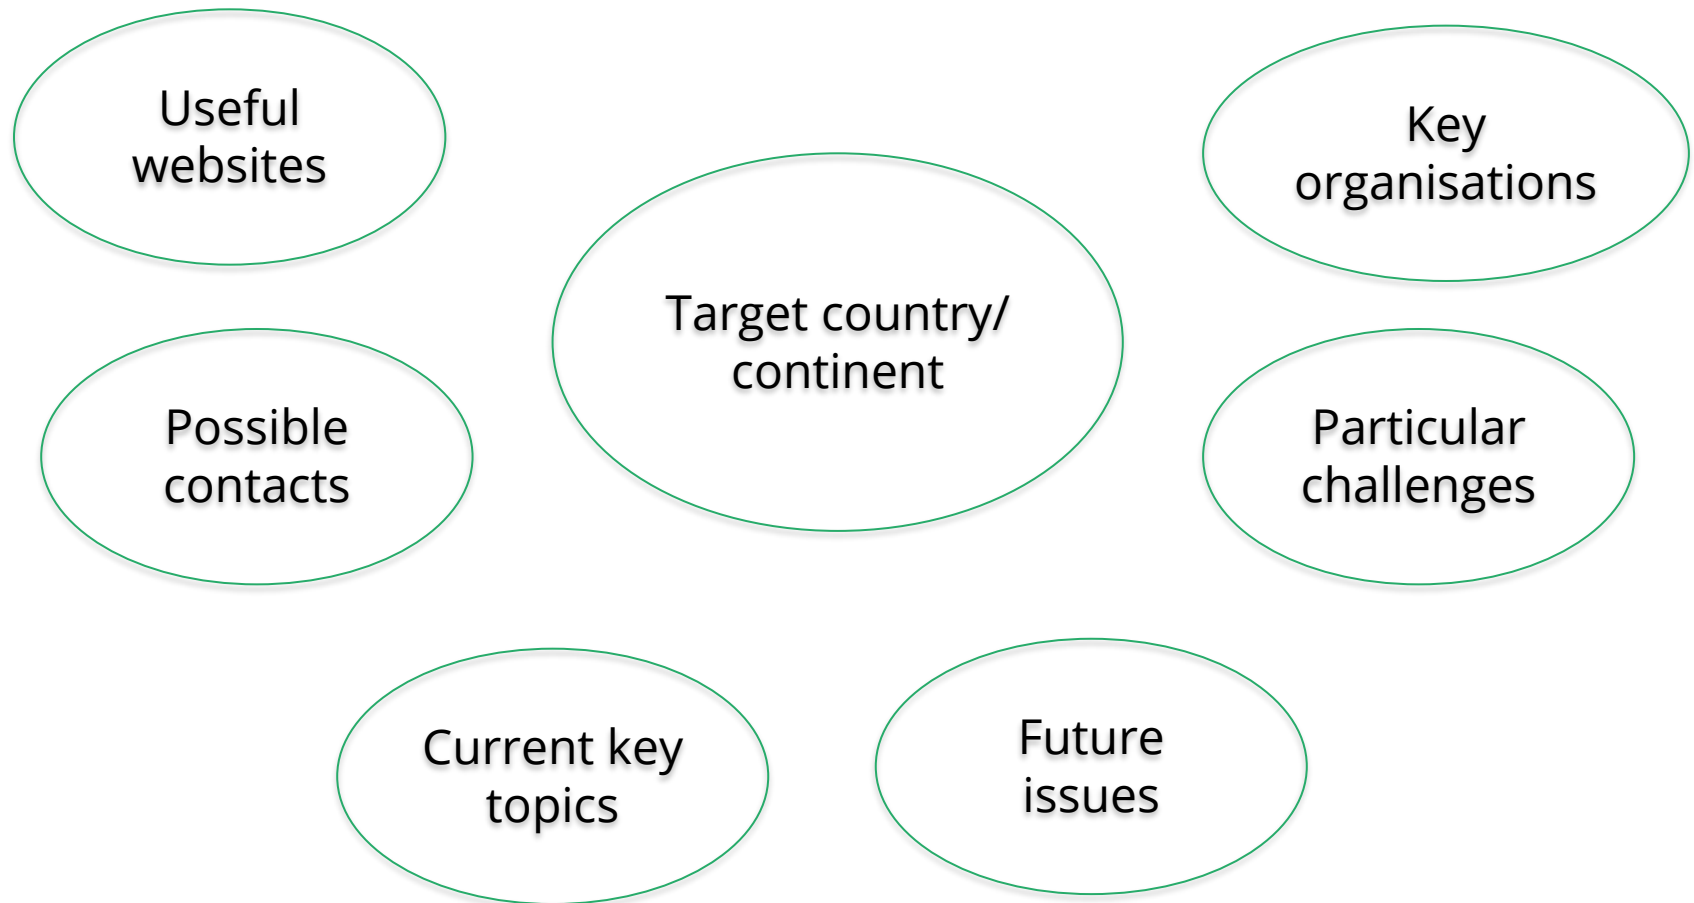 Useful
websites
Key
organisations
Target country/
continent
Possible
contacts
Particular
challenges
Current key
topics
Future
issues